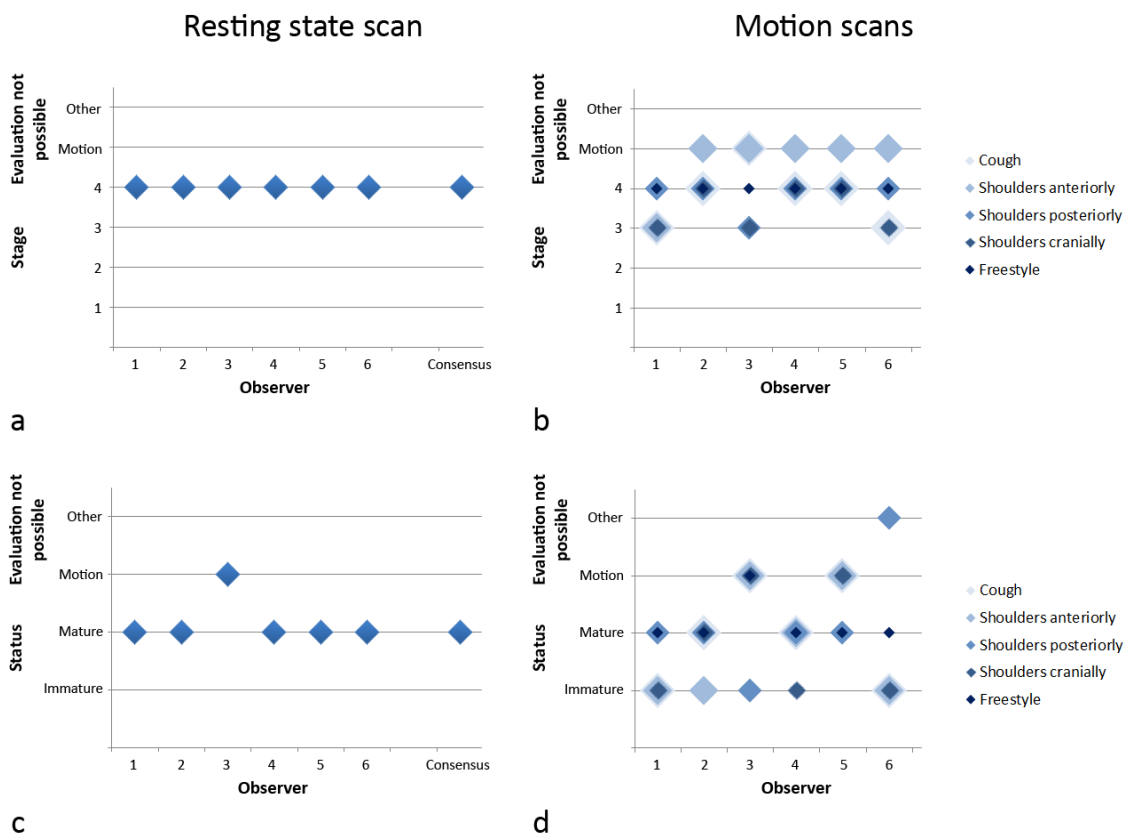 Resting state scan
Motion scans
Evaluation not
possible
Stage
Other
Motion
4
3
2
1
1 2 3 4 5 6 Consensus
Observer
a
Evaluation not
possible
Stage
Other
Motion
4
3
2
1
1 2 3 4 5 6
Observer
Cough
Shoulders anteriorly
Shoulders posteriorly
Shoulders cranially
Freestyle
b
Evaluation not
possible
Status
Other
Motion
Mature
Immature
1 2 3 4 5 6 Consensus
Observer
c
Evaluation not
possible
Status
Other
Motion
Mature
Immature
1 2 3 4 5 6
Observer
Cough
Shoulders anteriorly
Shoulders posteriorly
Shoulders cranially
Freestyle
d